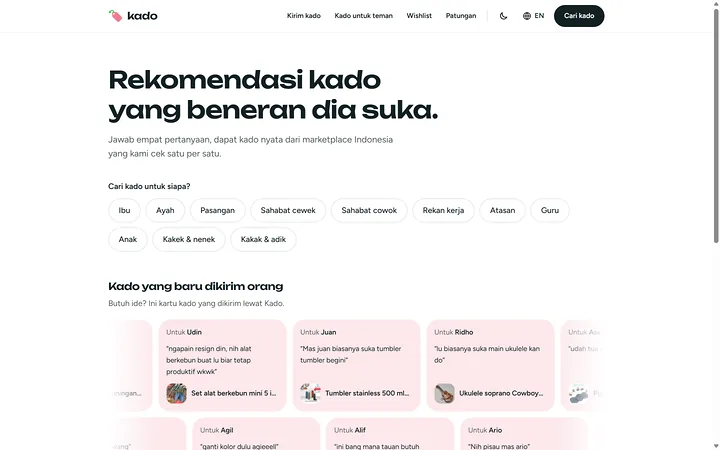 kado
Kirim kado
Kado untuk teman
Wishlist
Patungan
EN
Cari kado
Rekomendasi kado
yang beneran dia suka.
Jawab empat pertanyaan, dapat kado nyata dari marketplace Indonesia
yang kami cek satu per satu.
Cari kado untuk siapa?
Ibu
Ayah
Pasangan
Sahabat cewek
Sahabat cowok
Rekan kerja
Atasan
Guru
Anak
Kakek & nenek
Kakak & adik
Kado yang baru dikirim orang
Butuh ide? Ini kartu kado yang dikirim lewat Kado.
Untuk Udin
"ngapain resign din, nih alat
berkebun buat lu biar tetap
produktif wkwk"
Set alat berkebun mini 5 i...
Untuk Juan
"Mas juan biasanya suka tumbler
tumbler begini"
Tumbler stainless 500 ml...
Untuk Ridho
"lu biasanya suka main ukulele kan
do"
Ukulele soprano Cowboy...
Untuk
"udah tua
Untuk Agil
"ganti kolor dulu agieeell"
Untuk Alif
"ini bang mana tauan butuh
Untuk Ario
"Nih pisau mas ario"